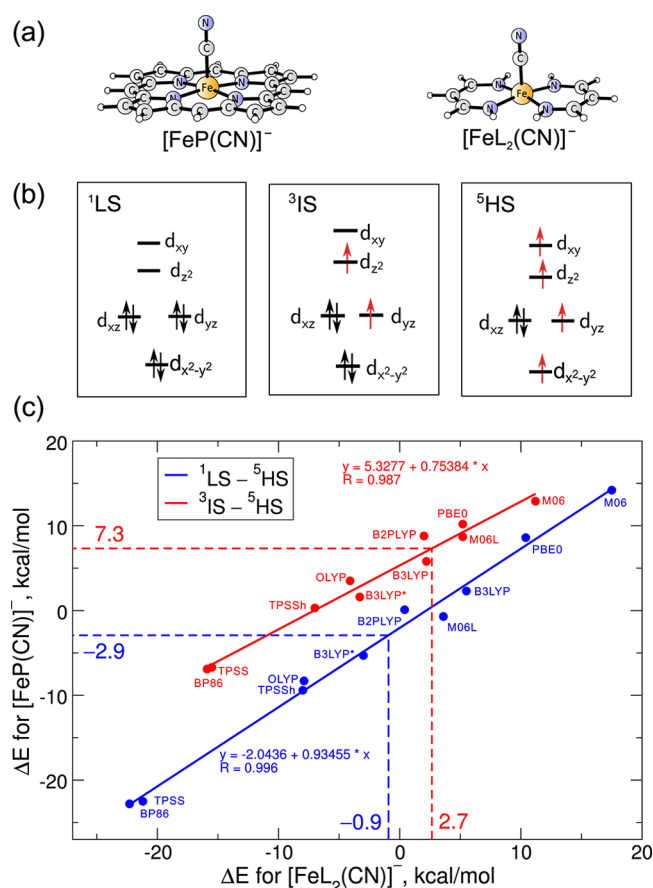 (a)
N
C
N
C
C
C
C
C
C
C
N
Fe
N
N
N
C
C
C
C
C
C
N
Fe
N
N
N
C
C
C
C
C
C
[FeP(CN)]⁻
[FeL₂(CN)]⁻
(b)
¹LS
d_xy
d_z²
d_xz
d_yz
d_x²-y²
³IS
d_xy
d_z²
d_xz
d_yz
d_x²-y²
⁵HS
d_xy
d_z²
d_xz
d_yz
d_x²-y²
(c)
20
10
0
-10
-20
ΔE for [FeP(CN)]⁻, kcal/mol
¹LS – ⁵HS
³IS – ⁵HS
y = 5.3277 + 0.75384 * x
R = 0.987
7.3
−2.9
M06
M06
PBE0
B2PLYP
M06L
PBE0
B3LYP
OLYP
B3LYP*
B3LYP
TPSSh
B2PLYP
M06L
B3LYP*
TPSS
BP86
OLYP
TPSSh
y = -2.0436 + 0.93455 * x
R = 0.996
TPSS
BP86
−0.9
2.7
-20
-10
0
10
20
ΔE for [FeL₂(CN)]⁻, kcal/mol